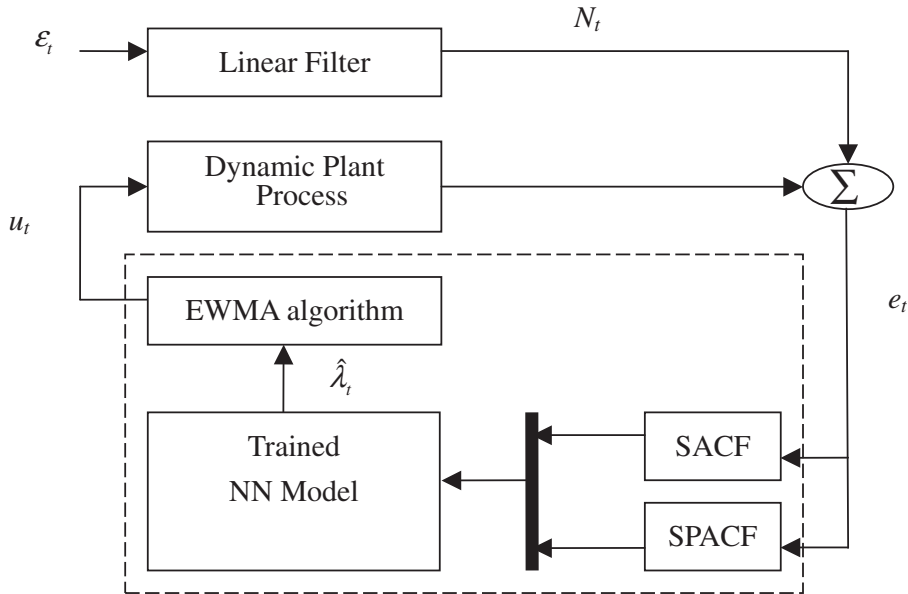 ε_t
N_t
Linear Filter
Dynamic Plant
Process
Σ
u_t
EWMA algorithm
e_t
λ̂_t
Trained
NN Model
SACF
SPACF